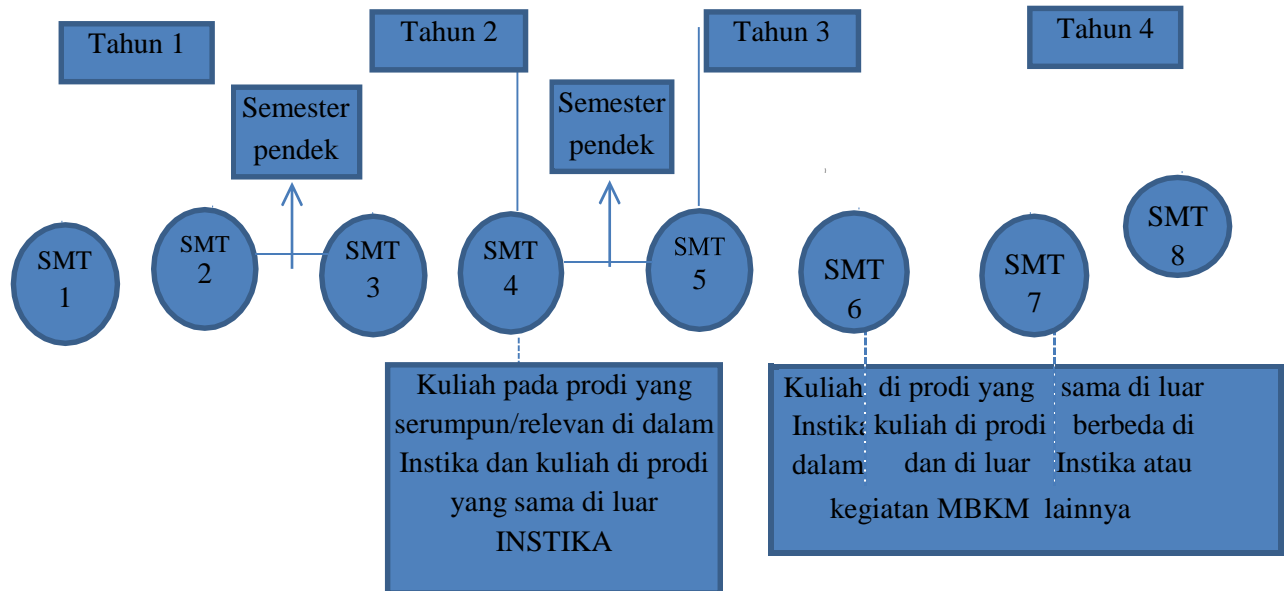 Tahun 1
Tahun 2
Tahun 3
Tahun 4
Semester
pendek
Semester
pendek
SMT
1
SMT
2
SMT
3
SMT
4
SMT
5
SMT
6
SMT
7
SMT
8
Kuliah pada prodi yang
serumpun/relevan di dalam
Instika dan kuliah di prodi
yang sama di luar
INSTIKA
Kuliah di prodi yang sama di luar
Instika kuliah di prodi berbeda di
dalam dan di luar Instika atau
kegiatan MBKM lainnya